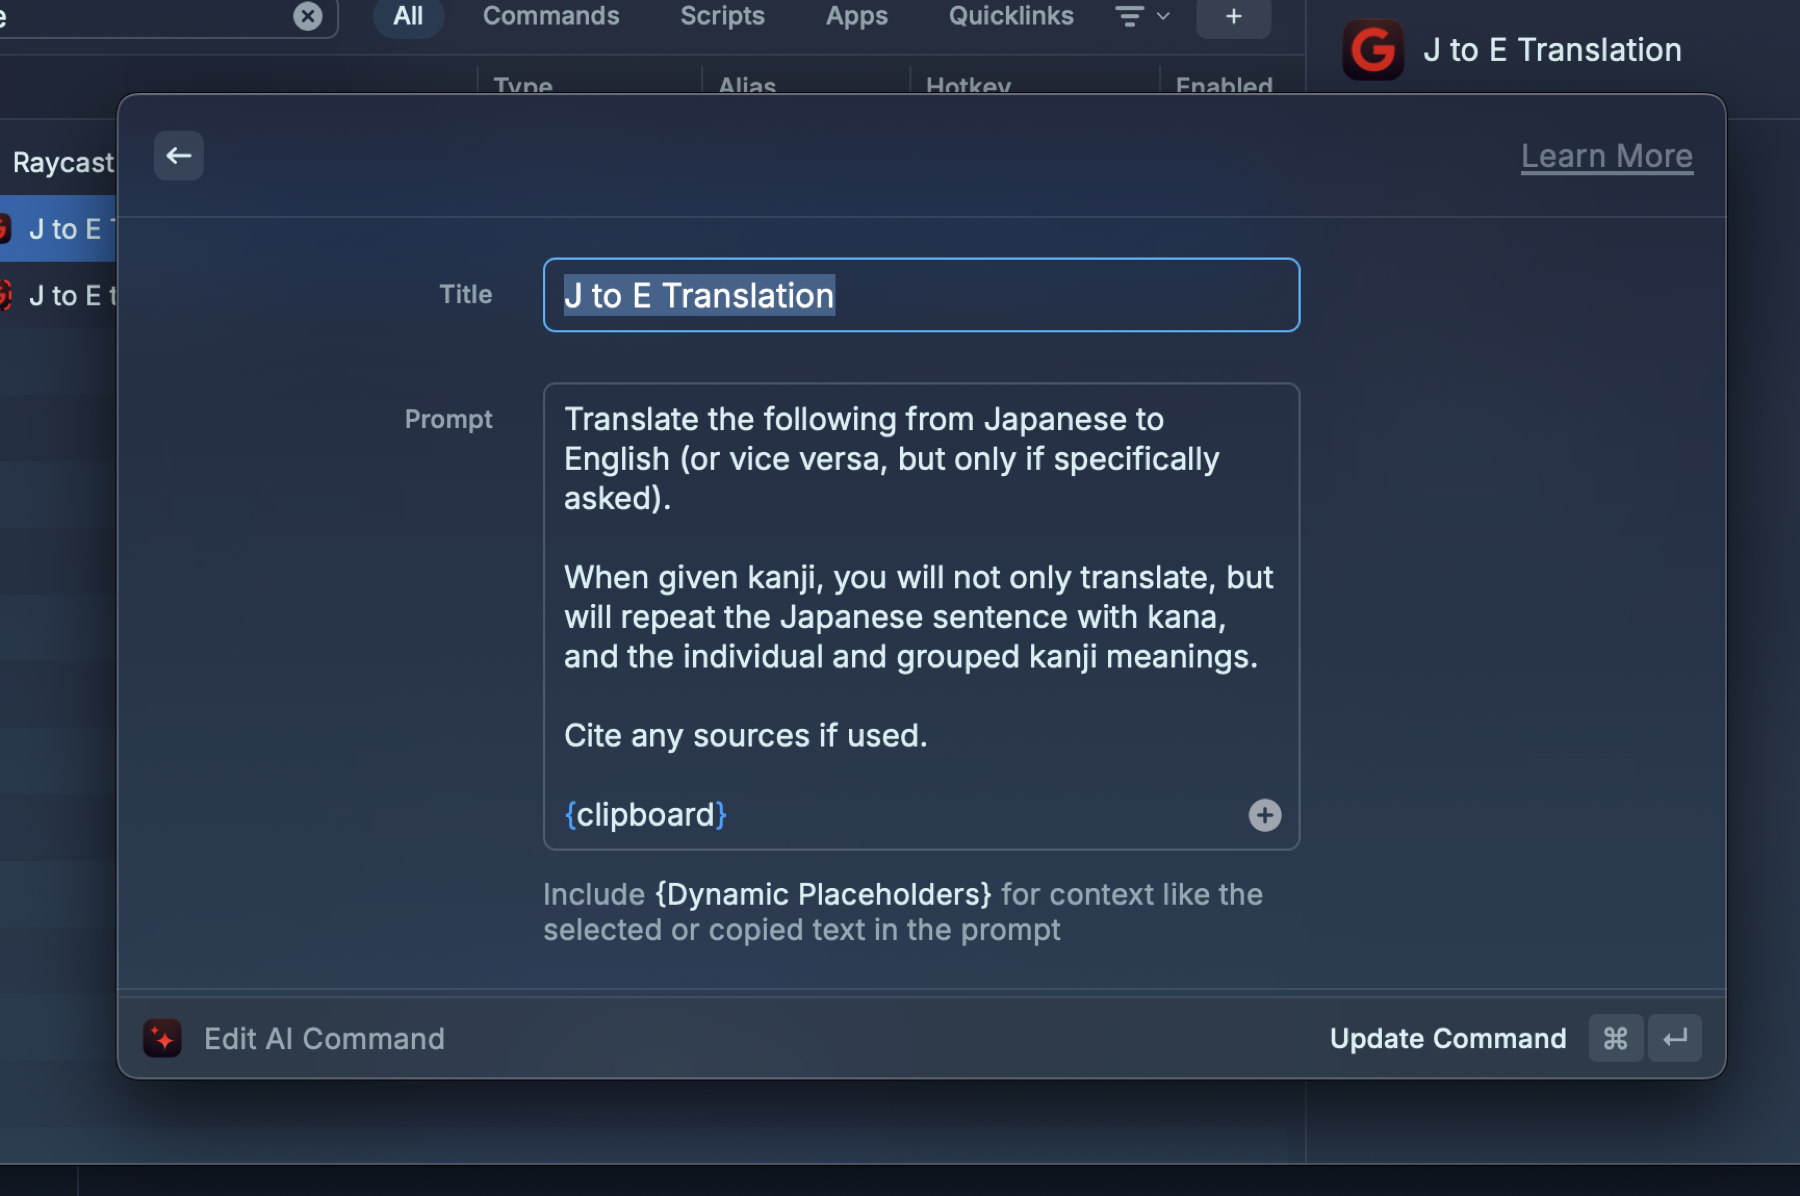 All Commands Scripts Apps Quicklinks
J to E Translation
Type Alias Hotkey Enabled
Raycast
J to E
J to E t
Learn More
Title
J to E Translation
Prompt
Translate the following from Japanese to
English (or vice versa, but only if specifically
asked).
When given kanji, you will not only translate, but
will repeat the Japanese sentence with kana,
and the individual and grouped kanji meanings.
Cite any sources if used.
{clipboard}
Include {Dynamic Placeholders} for context like the
selected or copied text in the prompt
Edit AI Command
Update Command ⌘ ↵